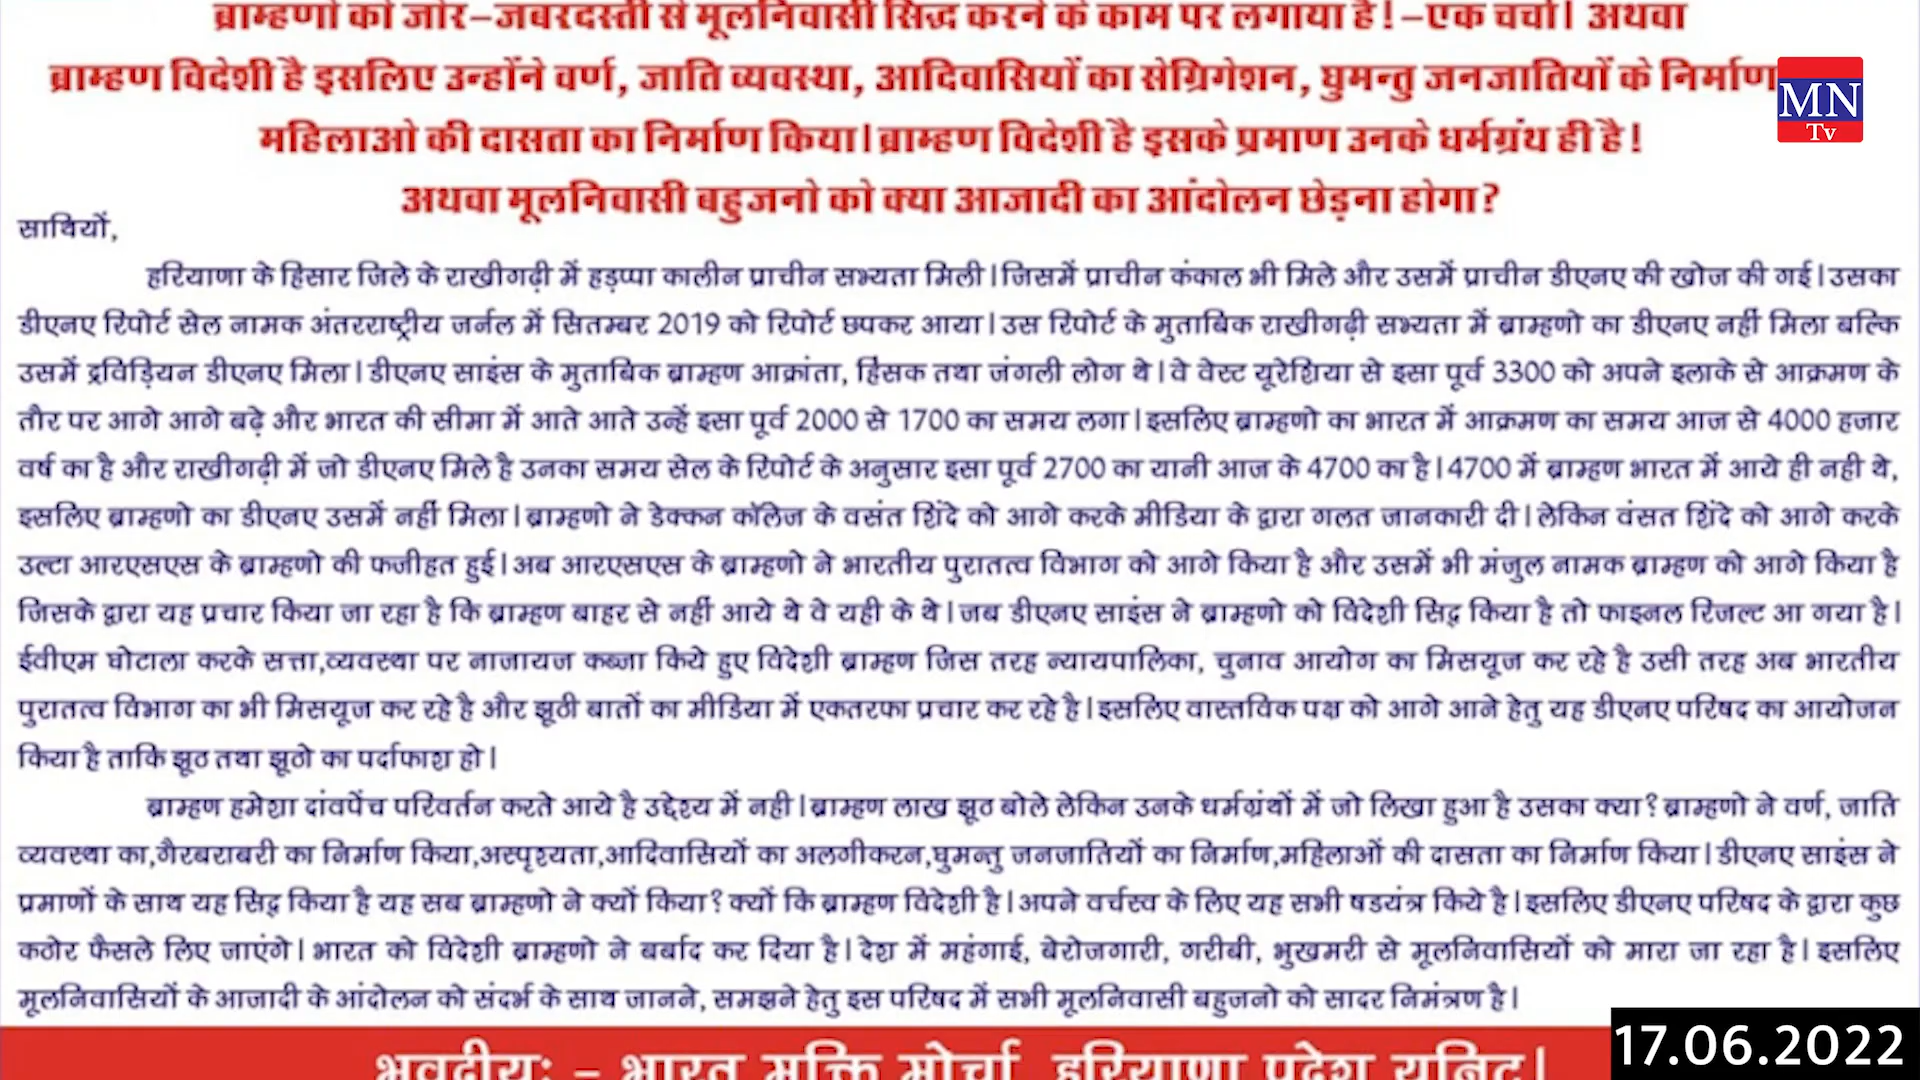 ब्राम्हणो को जोर-जबरदस्ती से मूलनिवासी सिद्ध करने के काम पर लगाया है! -एक चर्चा। अथवा
ब्राम्हण विदेशी है इसलिए उन्होंने वर्ण, जाति व्यवस्था, आदिवासियों का सेग्रिगेशन, घुमन्तु जनजातियों के निर्माण
MN
Tv
महिलाओ की दासता का निर्माण किया। ब्राम्हण विदेशी है इसके प्रमाण उनके धर्मग्रंथ ही है!
अथवा मूलनिवासी बहुजनो को क्या आजादी का आंदोलन छेड़ना होगा?
साथियों,
हरियाणा के हिसार जिले के राखीगढ़ी में हड़प्पा कालीन प्राचीन सभ्यता मिली। जिसमें प्राचीन कंकाल भी मिले और उसमें प्राचीन डीएनए की खोज की गई। उसका
डीएनए रिपोर्ट सेल नामक अंतरराष्ट्रीय जर्नल में सितम्बर 2019 को रिपोर्ट छपकर आया। उस रिपोर्ट के मुताबिक राखीगढ़ी सभ्यता में ब्राम्हणो का डीएनए नहीं मिला बल्कि
उसमें द्रविड़ियन डीएनए मिला। डीएनए साइंस के मुताबिक ब्राम्हण आक्रांता, हिंसक तथा जंगली लोग थे। वे वेस्ट यूरेशिया से इसा पूर्व 3300 को अपने इलाके से आक्रमण के
तौर पर आगे आगे बढ़े और भारत की सीमा में आते आते उन्हें इसा पूर्व 2000 से 1700 का समय लगा। इसलिए ब्राम्हणो का भारत में आक्रमण का समय आज से 4000 हजार
वर्ष का है और राखीगढ़ी में जो डीएनए मिले है उनका समय सेल के रिपोर्ट के अनुसार इसा पूर्व 2700 का यानी आज के 4700 का है। 4700 में ब्राम्हण भारत में आये ही नही थे,
इसलिए ब्राम्हणो का डीएनए उसमें नहीं मिला। ब्राम्हणो ने डेक्कन कॉलेज के वसंत शिंदे को आगे करके मीडिया के द्वारा गलत जानकारी दी। लेकिन वंसत शिंदे को आगे करके
उल्टा आरएसएस के ब्राम्हणो की फजीहत हुई। अब आरएसएस के ब्राम्हणो ने भारतीय पुरातत्व विभाग को आगे किया है और उसमें भी मंजुल नामक ब्राम्हण को आगे किया है
जिसके द्वारा यह प्रचार किया जा रहा है कि ब्राम्हण बाहर से नहीं आये थे वे यही के थे। जब डीएनए साइंस ने ब्राम्हणो को विदेशी सिद्ध किया है तो फाइनल रिजल्ट आ गया है।
ईवीएम घोटाला करके सत्ता,व्यवस्था पर नाजायज कब्जा किये हुए विदेशी ब्राम्हण जिस तरह न्यायपालिका, चुनाव आयोग का मिसयूज कर रहे है उसी तरह अब भारतीय
पुरातत्व विभाग का भी मिसयूज कर रहे है और झूठी बातों का मीडिया में एकतरफा प्रचार कर रहे है। इसलिए वास्तविक पक्ष को आगे आने हेतु यह डीएनए परिषद का आयोजन
किया है ताकि झूठ तथा झूठो का पर्दाफाश हो।
ब्राम्हण हमेशा दांवपेंच परिवर्तन करते आये है उद्देश्य में नही। ब्राम्हण लाख झूठ बोले लेकिन उनके धर्मग्रंथों में जो लिखा हुआ है उसका क्या? ब्राम्हणो ने वर्ण, जाति
व्यवस्था का,गैरबराबरी का निर्माण किया,अस्पृश्यता,आदिवासियों का अलगीकरन,घुमन्तु जनजातियों का निर्माण,महिलाओं की दासता का निर्माण किया। डीएनए साइंस ने
प्रमाणों के साथ यह सिद्ध किया है यह सब ब्राम्हणो ने क्यों किया? क्यों कि ब्राम्हण विदेशी है। अपने वर्चस्व के लिए यह सभी षडयंत्र किये है। इसलिए डीएनए परिषद के द्वारा कुछ
कठोर फैसले लिए जाएंगे। भारत को विदेशी ब्राम्हणो ने बर्बाद कर दिया है। देश में महंगाई, बेरोजगारी, गरीबी, भुखमरी से मूलनिवासियों को मारा जा रहा है। इसलिए
मूलनिवासियों के आजादी के आंदोलन को संदर्भ के साथ जानने, समझने हेतु इस परिषद में सभी मूलनिवासी बहुजनो को सादर निमंत्रण है।
भवदीय: - भारत मुक्ति मोर्चा, हरियाणा प्रदेश यूनिट।
17.06.2022